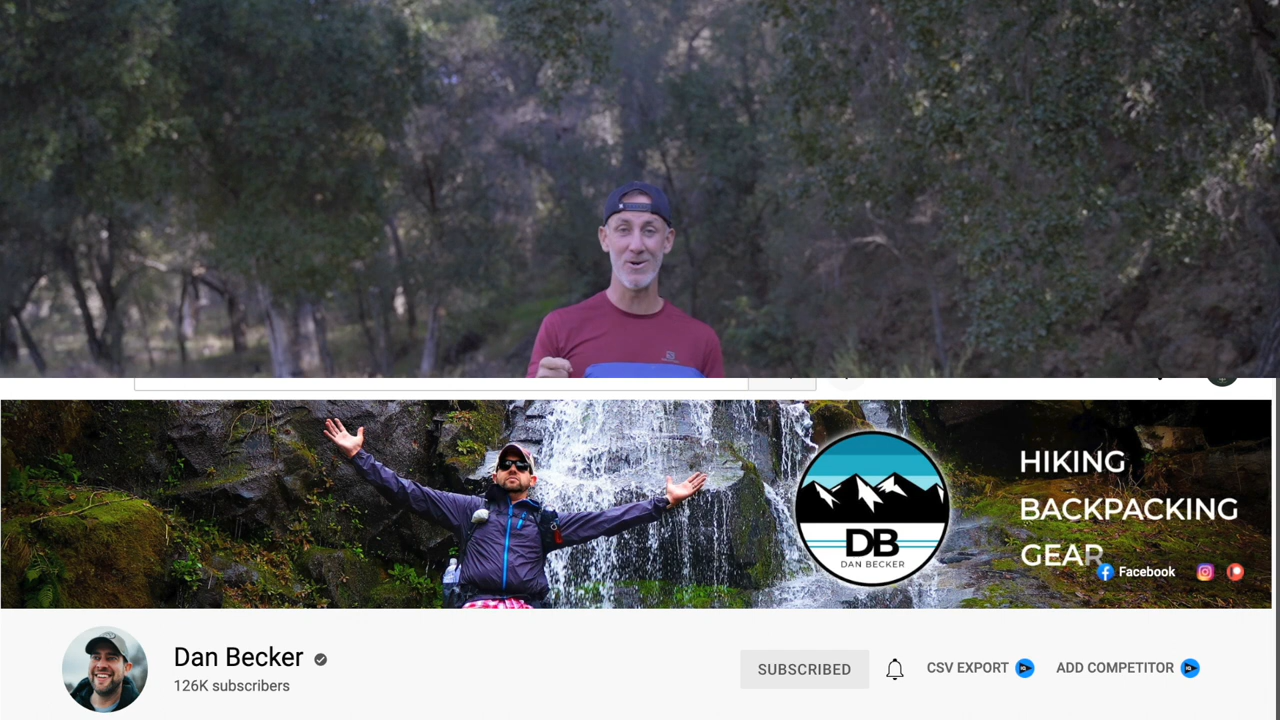 HIKING
BACKPACKING
GEAR
DB
DAN BECKER
Facebook
Dan Becker
126K subscribers
SUBSCRIBED
CSV EXPORT
ADD COMPETITOR